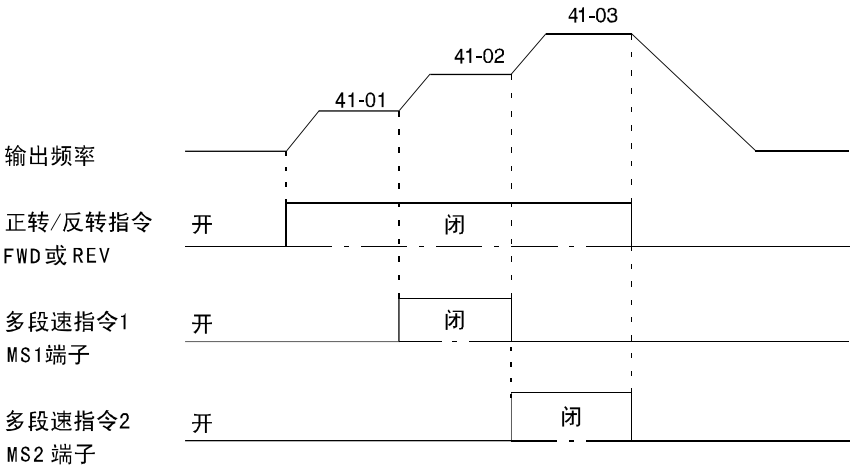 41-03
41-02
41-01
输出频率
正转/反转指令 开 闭
FWD或REV
多段速指令1 开 闭
MS1端子
多段速指令2 开 闭
MS2 端子